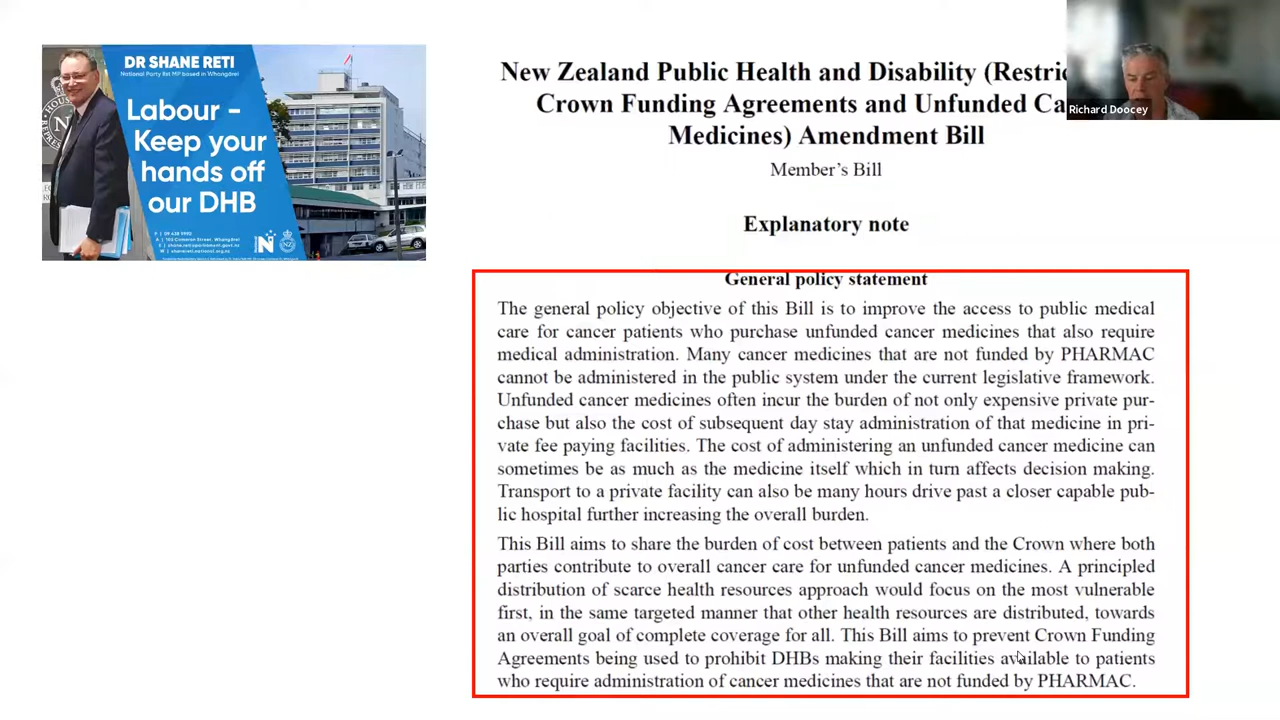 DR SHANE RETI
National Party list MP based in Whangārei
Labour -
Keep your
hands off
our DHB
New Zealand Public Health and Disability (Restric
Crown Funding Agreements and Unfunded Ca
Medicines) Amendment Bill
Member's Bill
Richard Doocey
Explanatory note
General policy statement
The general policy objective of this Bill is to improve the access to public medical
care for cancer patients who purchase unfunded cancer medicines that also require
medical administration. Many cancer medicines that are not funded by PHARMAC
cannot be administered in the public system under the current legislative framework.
Unfunded cancer medicines often incur the burden of not only expensive private pur-
chase but also the cost of subsequent day stay administration of that medicine in pri-
vate fee paying facilities. The cost of administering an unfunded cancer medicine can
sometimes be as much as the medicine itself which in turn affects decision making.
Transport to a private facility can also be many hours drive past a closer capable pub-
lic hospital further increasing the overall burden.
This Bill aims to share the burden of cost between patients and the Crown where both
parties contribute to overall cancer care for unfunded cancer medicines. A principled
distribution of scarce health resources approach would focus on the most vulnerable
first, in the same targeted manner that other health resources are distributed, towards
an overall goal of complete coverage for all. This Bill aims to prevent Crown Funding
Agreements being used to prohibit DHBs making their facilities available to patients
who require administration of cancer medicines that are not funded by PHARMAC.